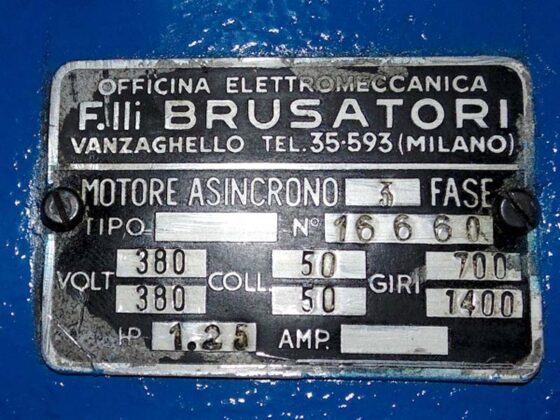 OFFICINA ELETTROMECCANICA
F.lli BRUSATORI
VANZAGHELLO TEL. 35-593 (MILANO)
MOTORE ASINCRONO 3 FASE
TIPO N° 16660
VOLT 380 COLL. 50 GIRI 700
380 50 1400
HP 1.25 AMP.